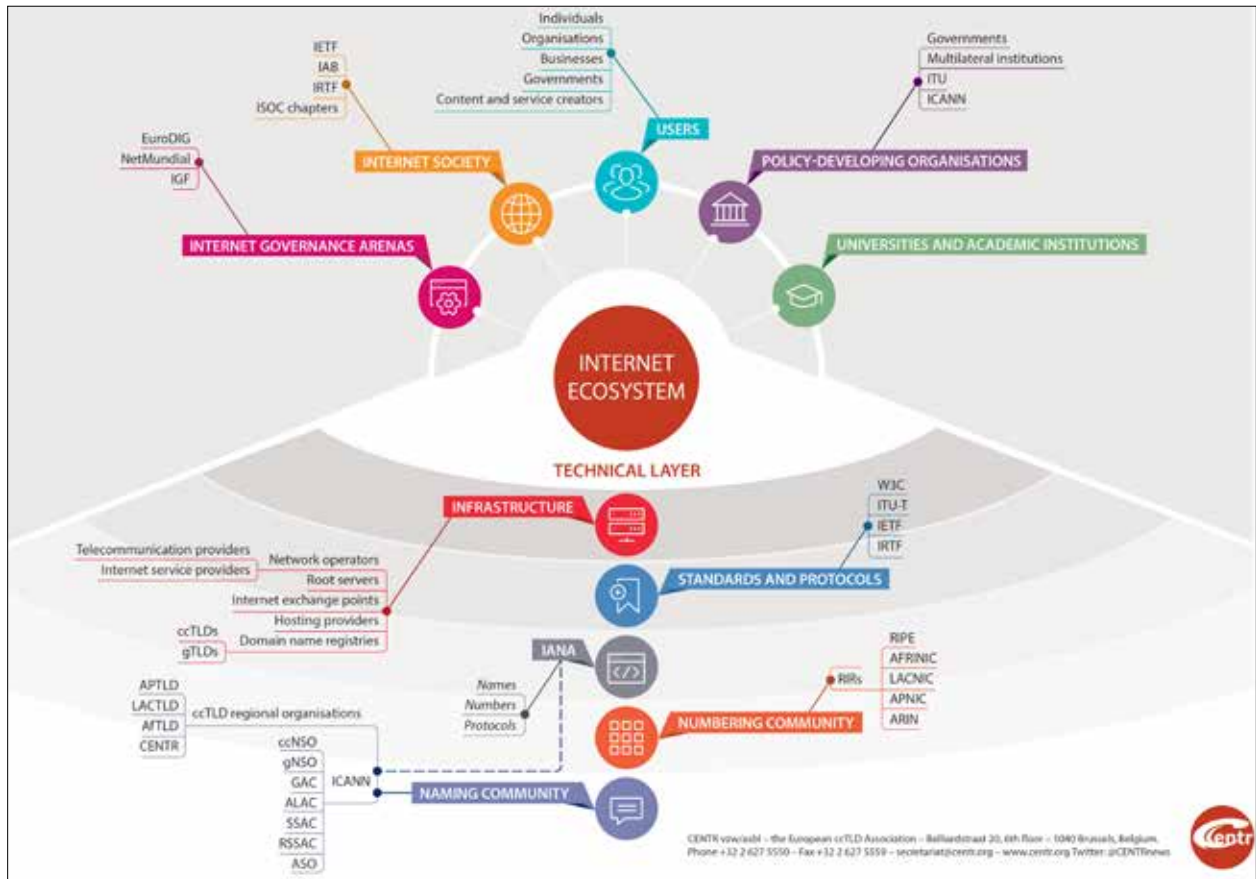 Individuals
Organisations
Businesses
Governments
Content and service creators
USERS
IETF
IAB
IRTF
ISOC chapters
INTERNET SOCIETY
Governments
Multilateral institutions
ITU
ICANN
POLICY-DEVELOPING ORGANISATIONS
EuroDIG
NetMundial
IGF
INTERNET GOVERNANCE ARENAS
UNIVERSITIES AND ACADEMIC INSTITUTIONS
INTERNET
ECOSYSTEM
TECHNICAL LAYER
INFRASTRUCTURE
Telecommunication providers
Internet service providers
Network operators
Root servers
Internet exchange points
Hosting providers
Domain name registries
ccTLDs
gTLDs
W3C
ITU-T
IETF
IRTF
STANDARDS AND PROTOCOLS
IANA
Names
Numbers
Protocols
RIPE
AFRINIC
LACNIC
APNIC
ARIN
RIRs
NUMBERING COMMUNITY
APTLD
LACTLD
AfTLD
CENTR
ccTLD regional organisations
ccNSO
gNSO
GAC
ALAC
SSAC
RSSAC
ASO
ICANN
NAMING COMMUNITY
CENTR vzw/asbl – the European ccTLD Association – Belliardstraat 20, 6th floor – 1040 Brussels, Belgium.
Phone +32 2 627 5550 – Fax +32 2 627 5559 – secretariat@centr.org – www.centr.org Twitter: @CENTRnews
Centr